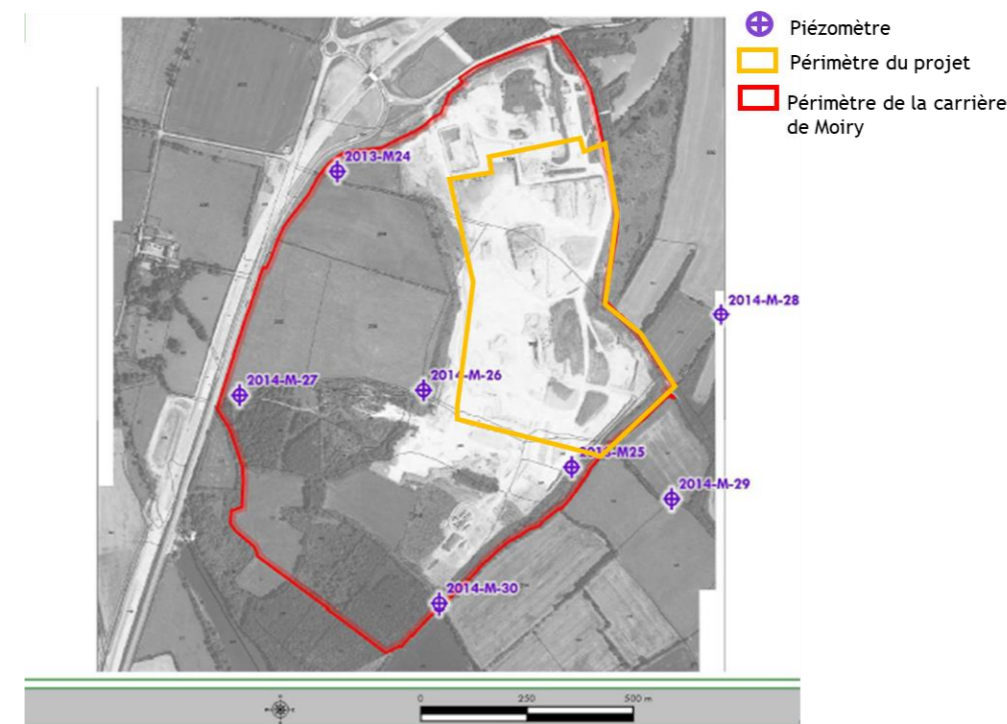 Piézomètre
Périmètre du projet
Périmètre de la carrière
de Moiry
2013-M24
2014-M-28
2014-M-26
2014-M-27
2014-M-29
2014-M-30
0 250 500 m